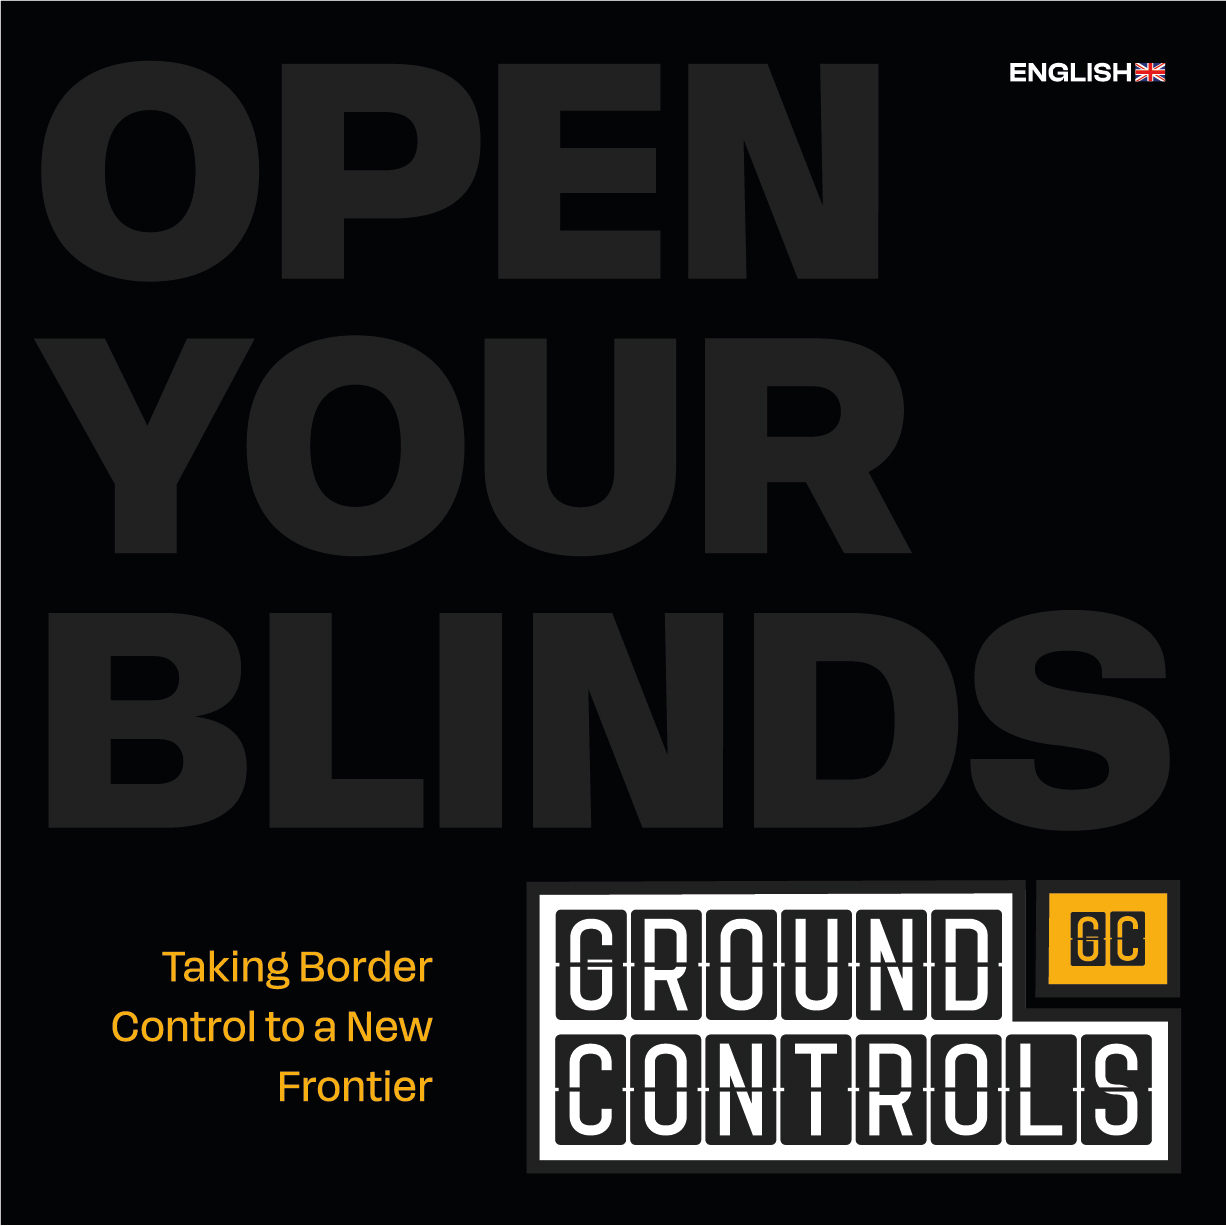 OPEN
ENGLISH
YOUR
BLINDS
Taking Border
Control to a New
Frontier
GROUND
GC
CONTROLS